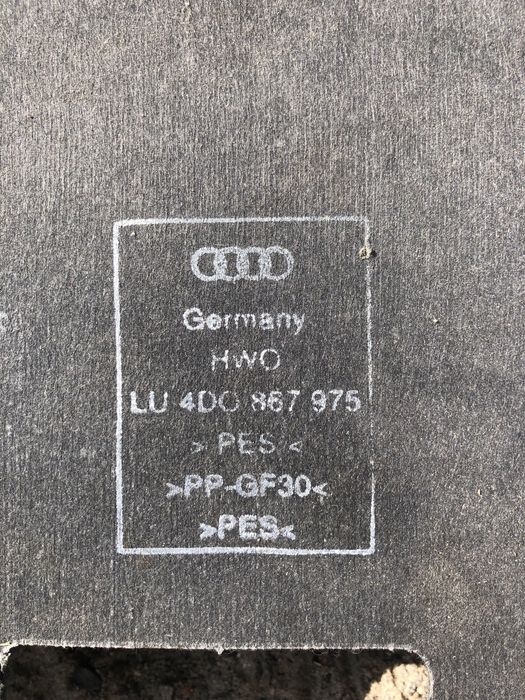 Germany
HWO
LU 4D0 867 975
> PES <
>PP-GF30<
>PES<